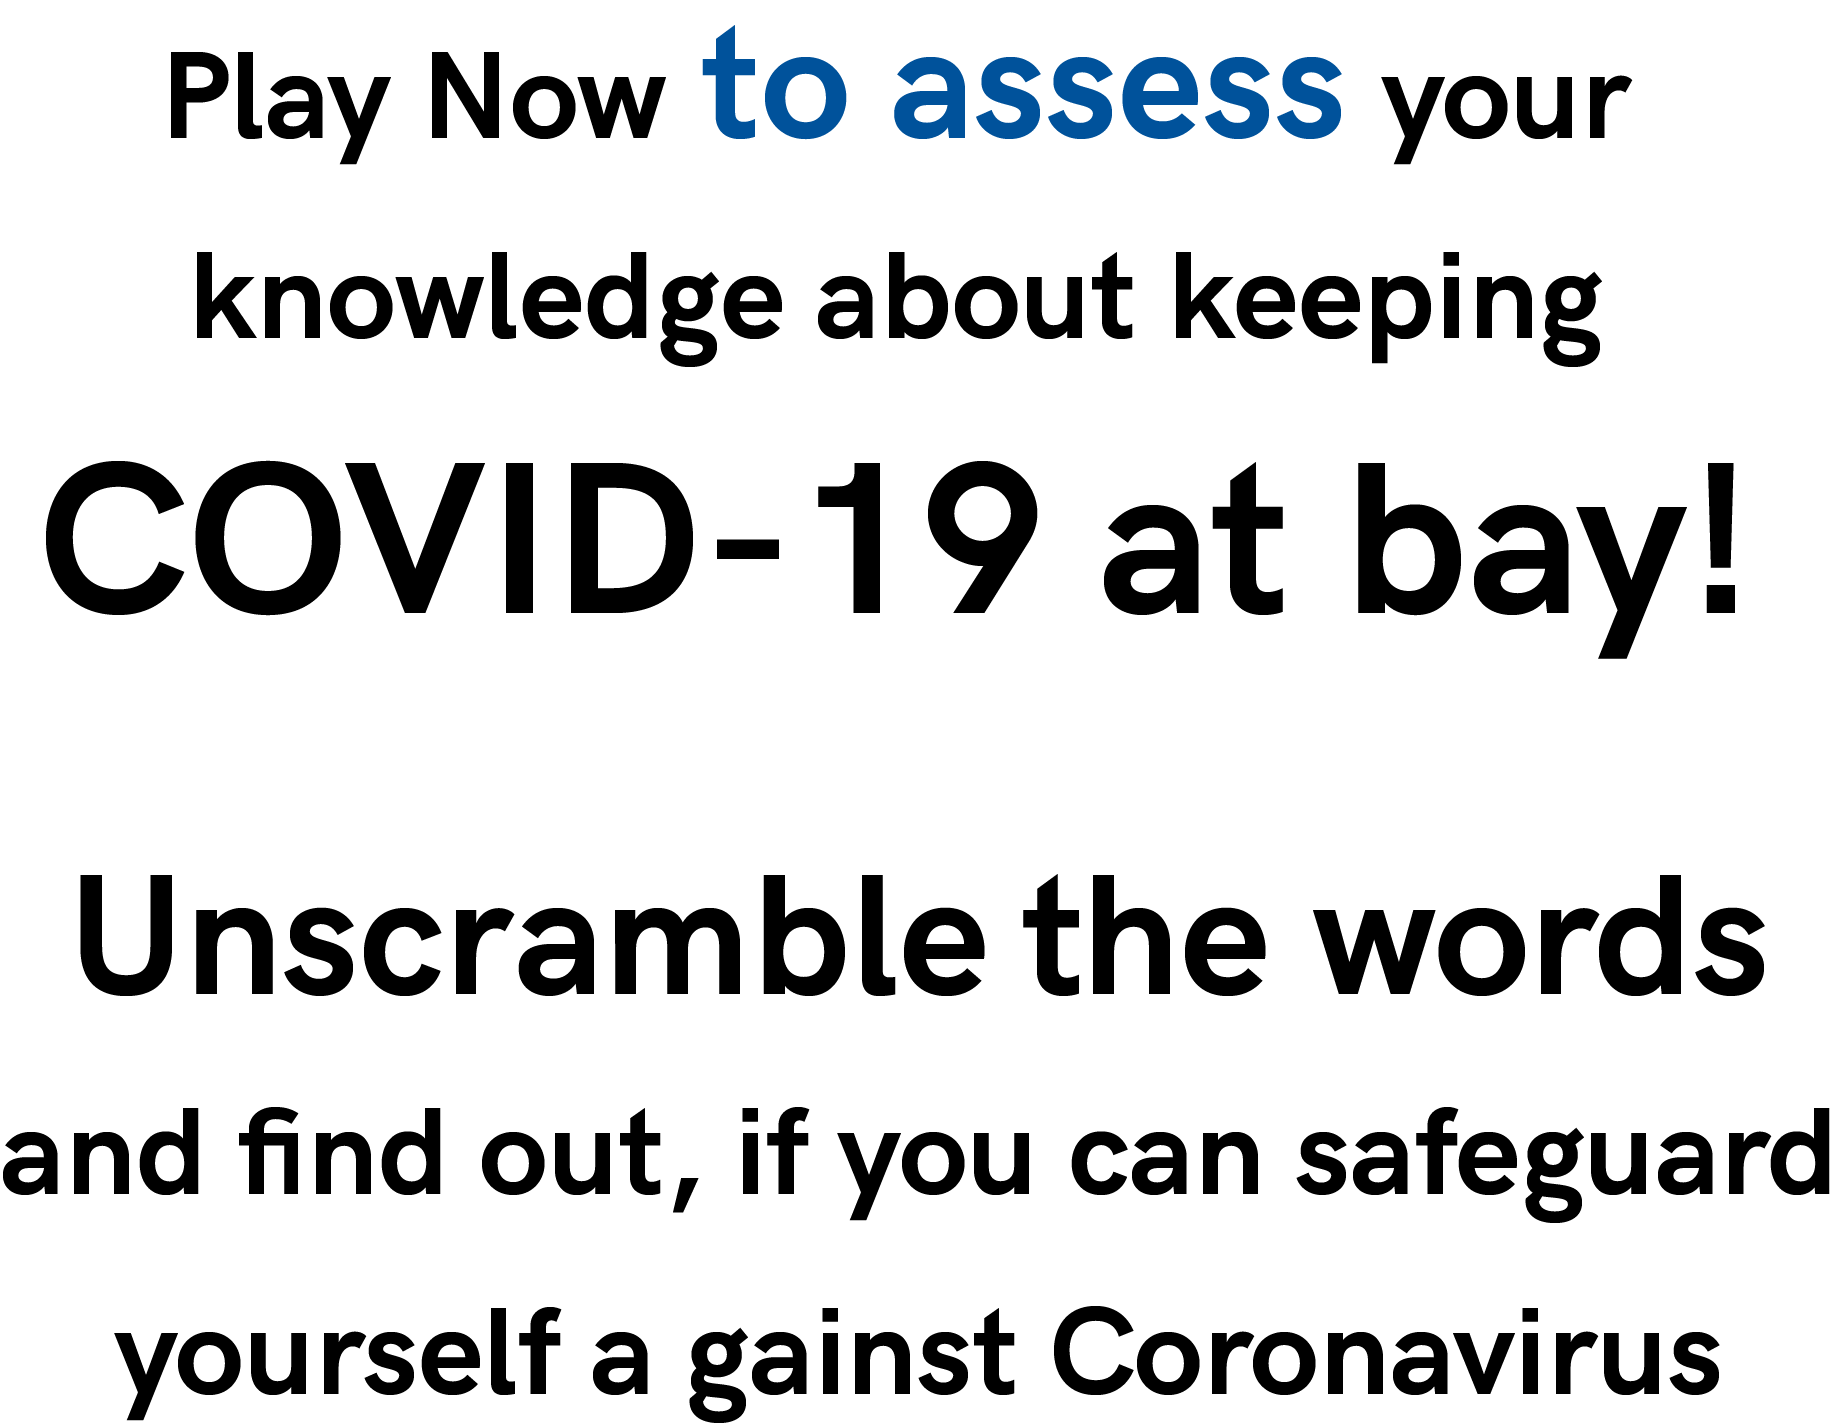 Play Now to assess your
knowledge about keeping
COVID-19 at bay!
Unscramble the words
and find out, if you can safeguard
yourself a gainst Coronavirus